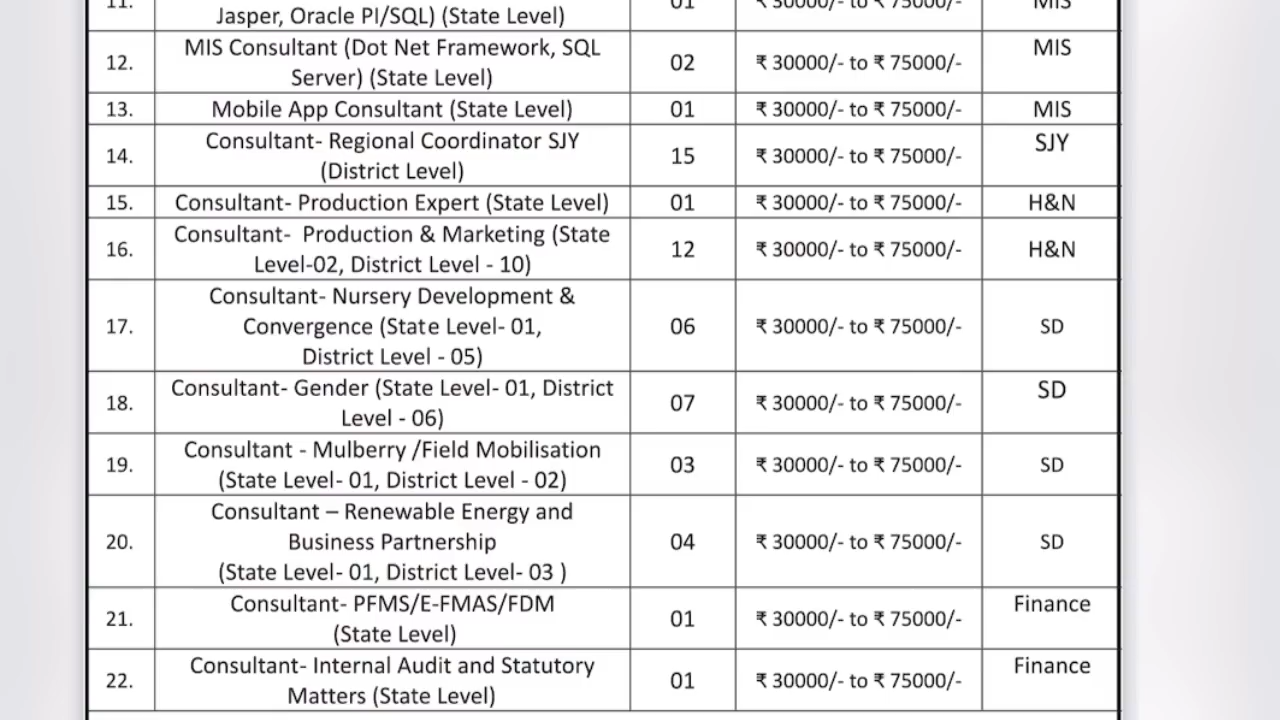 11.
Jasper, Oracle PI/SQL) (State Level)
01
₹ 30000/- to ₹ 75000/-
MIS
12.
MIS Consultant (Dot Net Framework, SQL
Server) (State Level)
02
₹ 30000/- to ₹ 75000/-
MIS
13.
Mobile App Consultant (State Level)
01
₹ 30000/- to ₹ 75000/-
MIS
14.
Consultant- Regional Coordinator SJY
(District Level)
15
₹ 30000/- to ₹ 75000/-
SJY
15.
Consultant- Production Expert (State Level)
01
₹ 30000/- to ₹ 75000/-
H&N
16.
Consultant- Production & Marketing (State
Level-02, District Level - 10)
12
₹ 30000/- to ₹ 75000/-
H&N
17.
Consultant- Nursery Development &
Convergence (State Level- 01,
District Level - 05)
06
₹ 30000/- to ₹ 75000/-
SD
18.
Consultant- Gender (State Level- 01, District
Level - 06)
07
₹ 30000/- to ₹ 75000/-
SD
19.
Consultant - Mulberry /Field Mobilisation
(State Level- 01, District Level - 02)
03
₹ 30000/- to ₹ 75000/-
SD
20.
Consultant – Renewable Energy and
Business Partnership
(State Level- 01, District Level- 03 )
04
₹ 30000/- to ₹ 75000/-
SD
21.
Consultant- PFMS/E-FMAS/FDM
(State Level)
01
₹ 30000/- to ₹ 75000/-
Finance
22.
Consultant- Internal Audit and Statutory
Matters (State Level)
01
₹ 30000/- to ₹ 75000/-
Finance